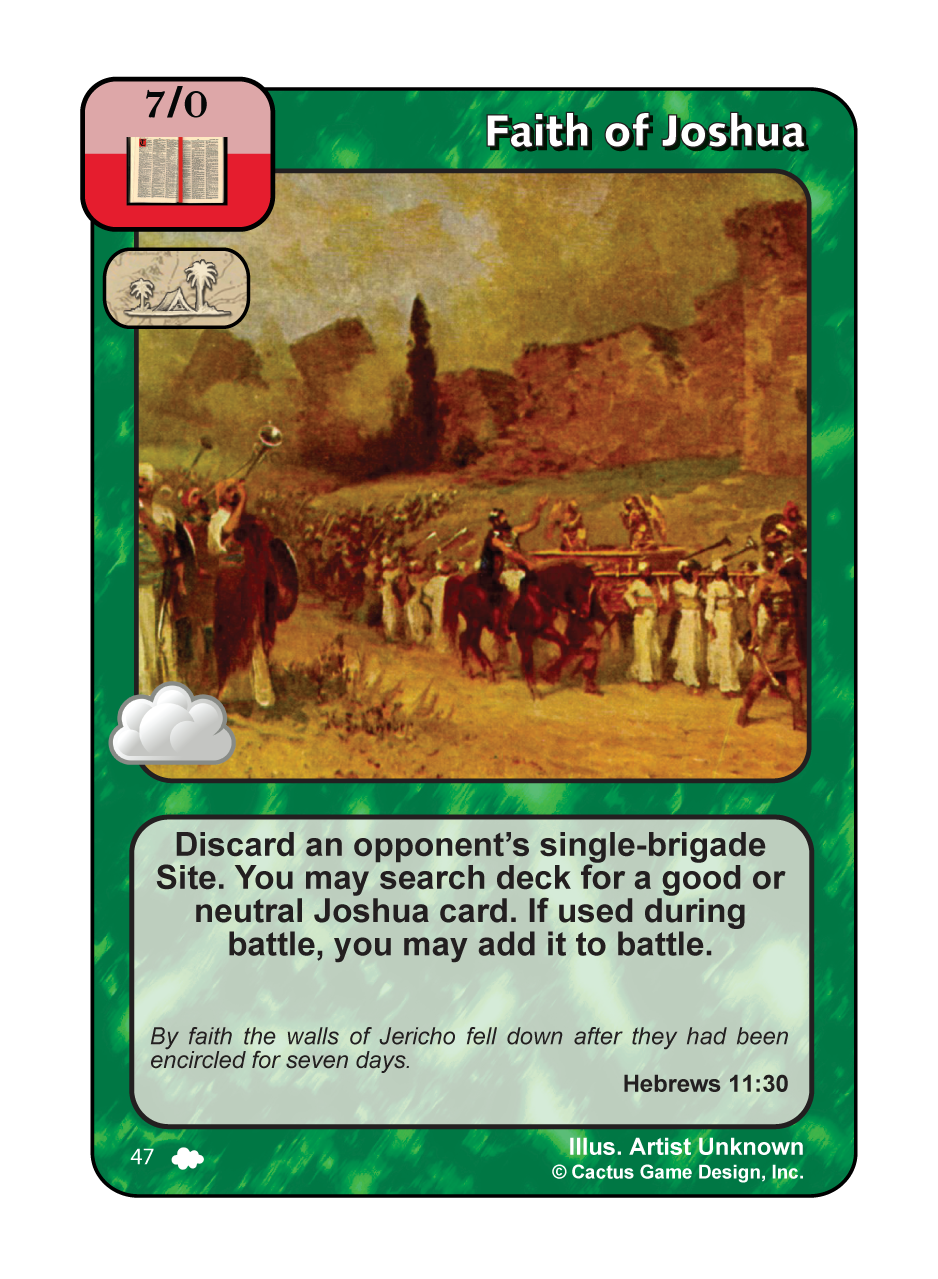 7/0
Faith of Joshua
Discard an opponent’s single-brigade
Site. You may search deck for a good or
neutral Joshua card. If used during
battle, you may add it to battle.
By faith the walls of Jericho fell down after they had been
encircled for seven days.
Hebrews 11:30
47
Illus. Artist Unknown
© Cactus Game Design, Inc.